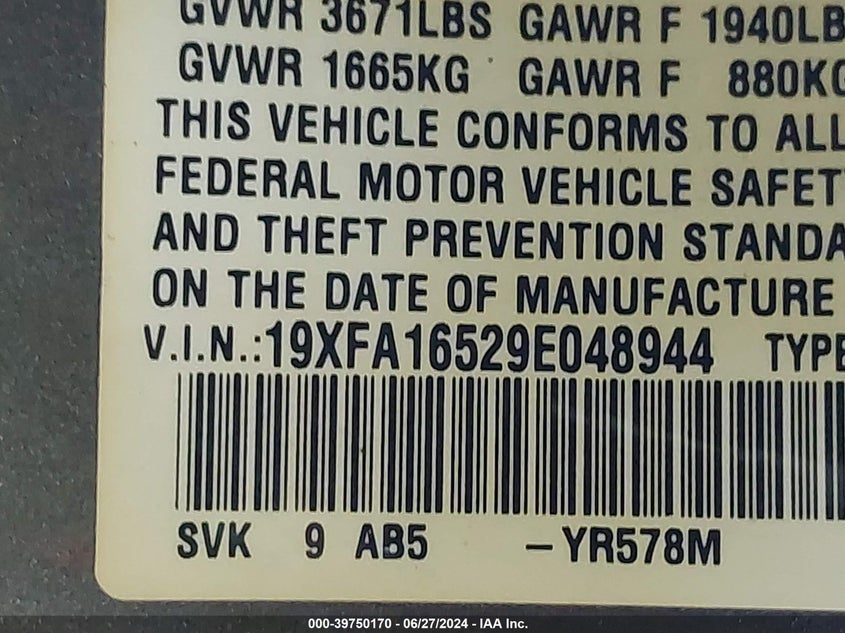 GVWR 3671LBS GAWR F 1940LB
GVWR 1665KG GAWR F 880KG
THIS VEHICLE CONFORMS TO ALL
FEDERAL MOTOR VEHICLE SAFETY
AND THEFT PREVENTION STANDA
ON THE DATE OF MANUFACTURE
V.I.N.:19XFA16529E048944 TYPE
SVK 9 AB5 –YR578M
000-39750170 - 06/27/2024 - IAA Inc.